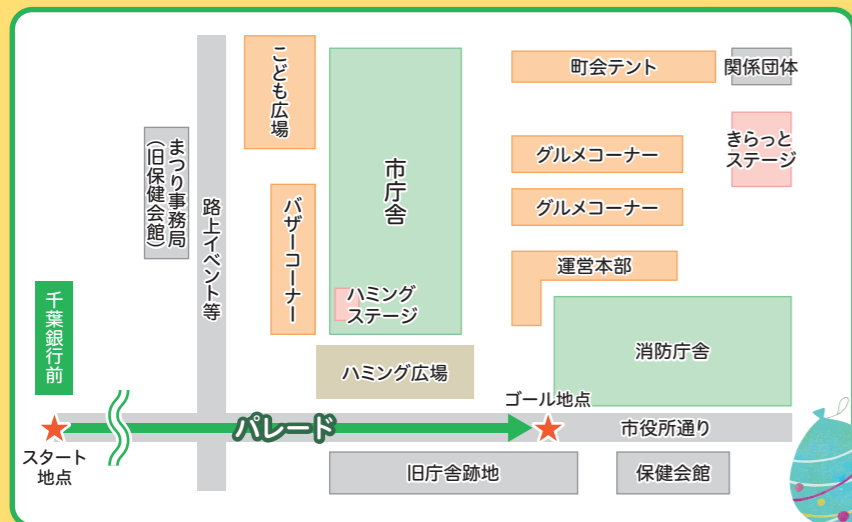 こども広場
町会テント
関係団体
まつり事務局
(旧保健会館)
市庁舎
グルメコーナー
きらっと
ステージ
路上イベント等
バザーコーナー
グルメコーナー
運営本部
千葉銀行前
ハミング
ステージ
消防庁舎
ハミング広場
ゴール地点
パレード
市役所通り
スタート
地点
旧庁舎跡地
保健会館